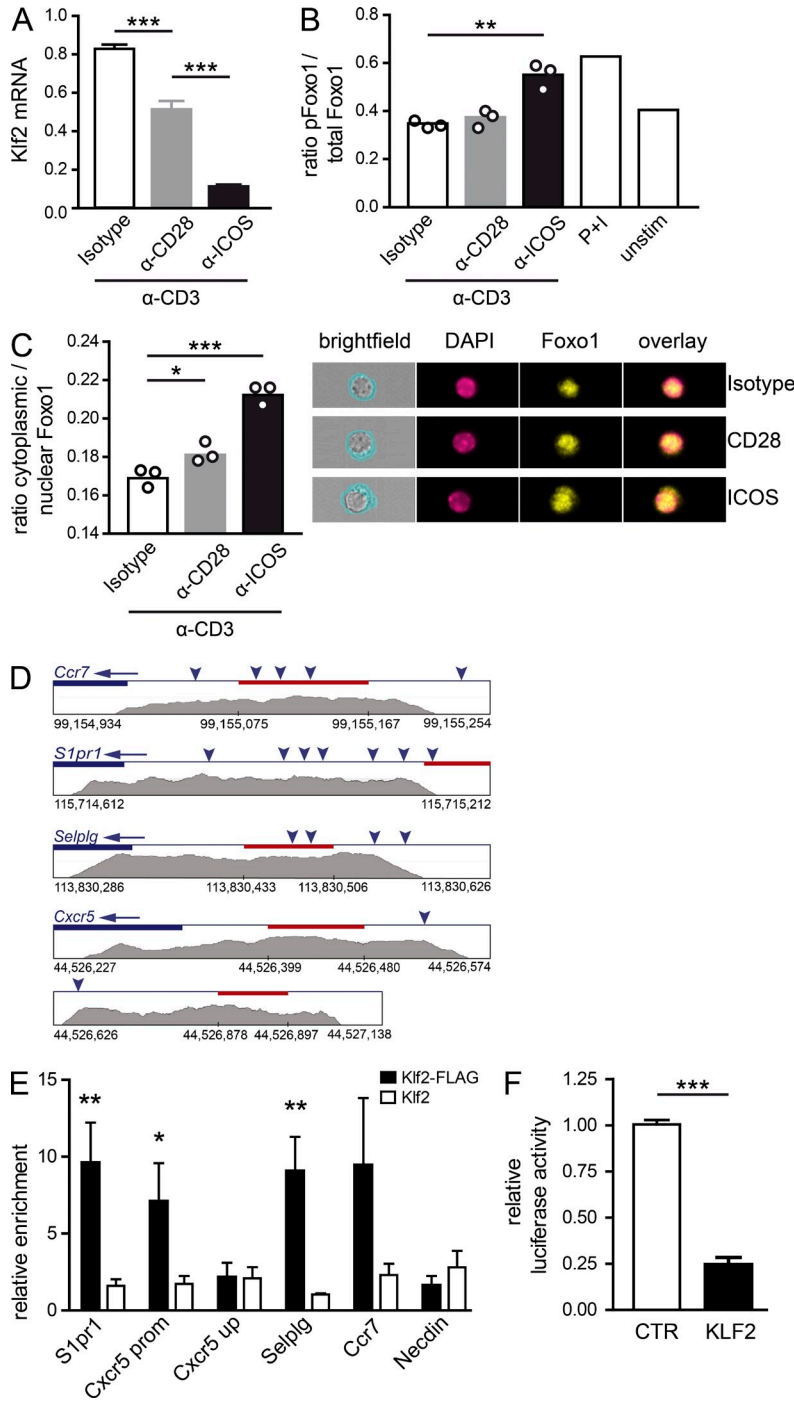 A
Klf2 mRNA
0.0
0.2
0.4
0.6
0.8
1.0
***
***
Isotype
α-CD28
α-ICOS
α-CD3
B
ratio pFoxo1 /
total Foxo1
0.0
0.2
0.4
0.6
0.8
**
Isotype
α-CD28
α-ICOS
P+I
unstim
α-CD3
C
ratio cytoplasmic /
nuclear Foxo1
0.14
0.16
0.18
0.20
0.22
0.24
***
*
Isotype
α-CD28
α-ICOS
α-CD3
brightfield
DAPI
Foxo1
overlay
Isotype
CD28
ICOS
D
Ccr7
99,154,934
99,155,075
99,155,167
99,155,254
S1pr1
115,714,612
115,715,212
Selplg
113,830,286
113,830,433
113,830,506
113,830,626
Cxcr5
44,526,227
44,526,399
44,526,480
44,526,574
44,526,626
44,526,878
44,526,897
44,527,138
E
relative enrichment
0
5
10
15
Klf2-FLAG
Klf2
**
*
**
S1pr1
Cxcr5 prom
Cxcr5 up
Selplg
Ccr7
Necdin
F
relative
luciferase activity
0.00
0.25
0.50
0.75
1.00
1.25
***
CTR
KLF2